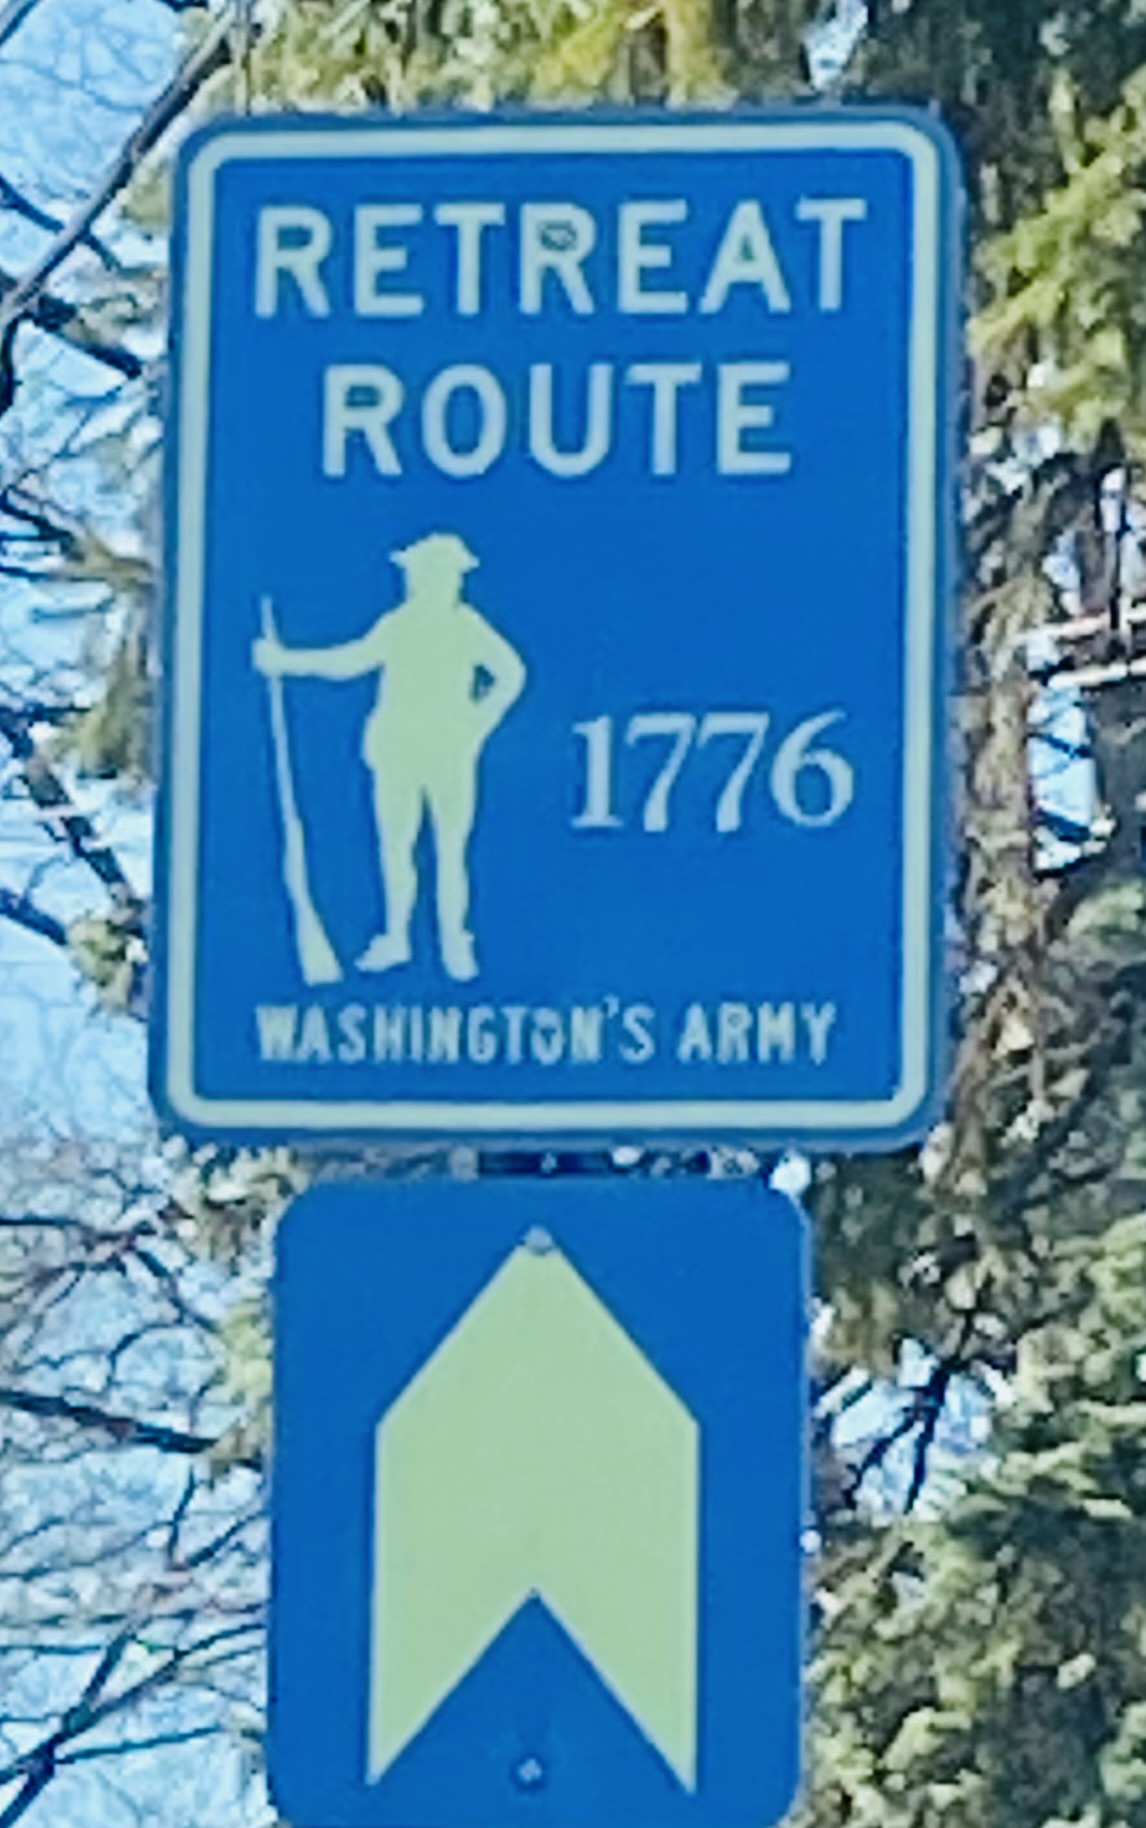 RETREAT
ROUTE
1776
WASHINGTON'S ARMY